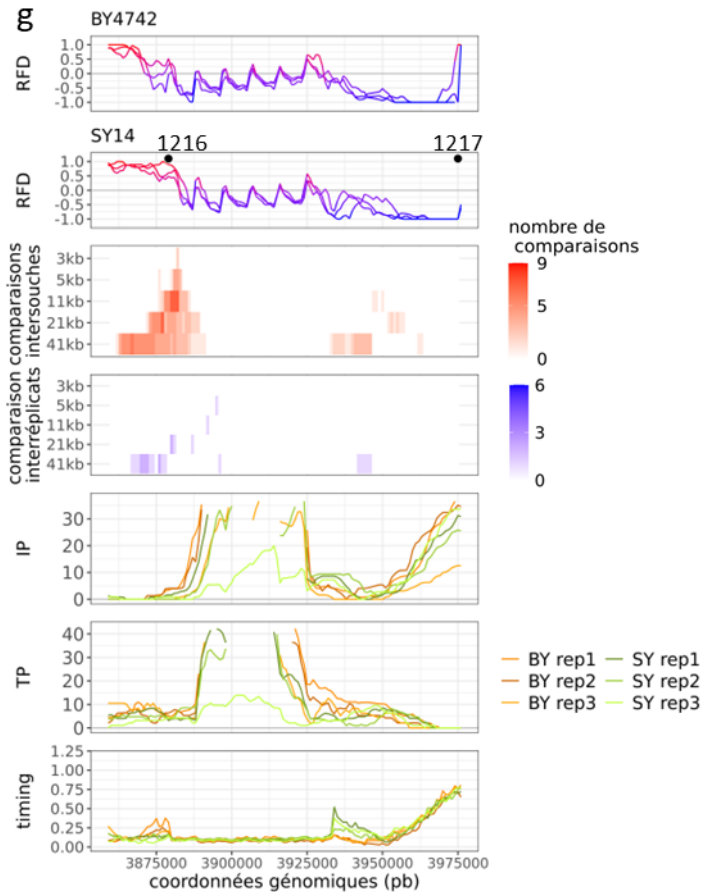 g
BY4742
RFD
1.0
0.5
0.0
-0.5
-1.0
SY14
1216
1217
RFD
1.0
0.5
0.0
-0.5
-1.0
comparaisons
intersouches
3kb
5kb
11kb
21kb
41kb
comparaison
interréplicats
3kb
5kb
11kb
21kb
41kb
nombre de
comparaisons
9
5
0
6
3
0
IP
30
20
10
0
TP
40
30
20
10
0
BY rep1
BY rep2
BY rep3
SY rep1
SY rep2
SY rep3
timing
1.25
1.00
0.75
0.50
0.25
0.00
3875000
3900000
3925000
3950000
3975000
coordonnées génomiques (pb)